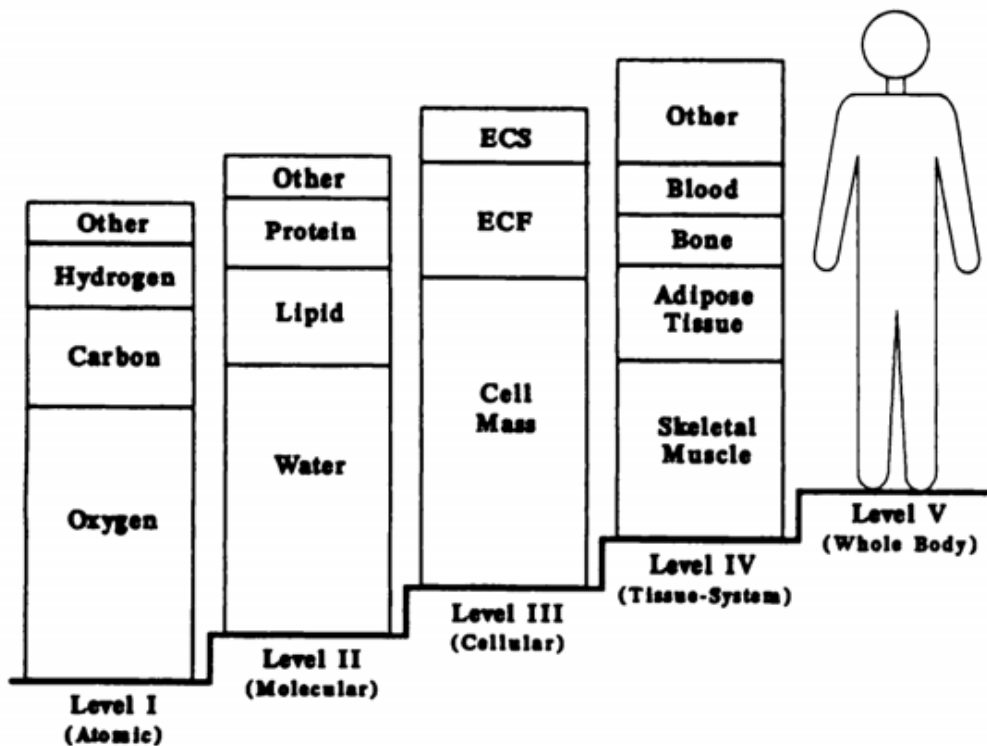 Other
Hydrogen
Carbon
Oxygen
Level I
(Atomic)
Other
Protein
Lipid
Water
Level II
(Molecular)
ECS
ECF
Cell
Mass
Level III
(Cellular)
Other
Blood
Bone
Adipose
Tissue
Skeletal
Muscle
Level IV
(Tissue-System)
Level V
(Whole Body)